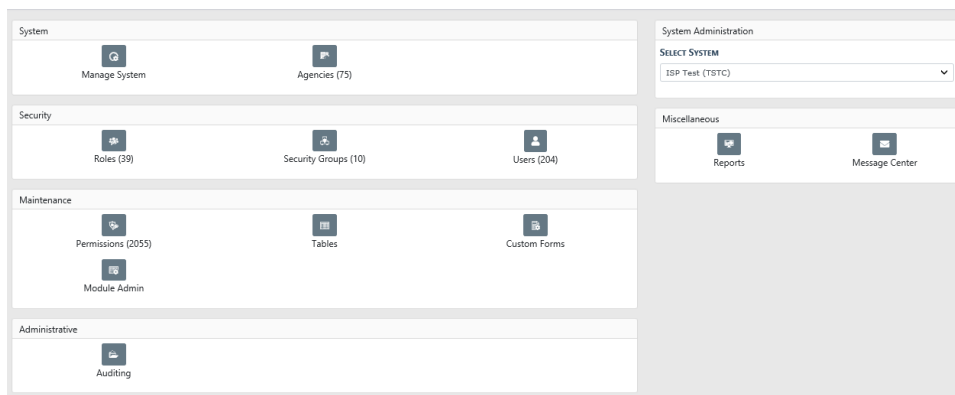 System
Manage System
Agencies (75)
Security
Roles (39)
Security Groups (10)
Users (204)
Maintenance
Permissions (2055)
Tables
Custom Forms
Module Admin
Administrative
Auditing
System Administration
SELECT SYSTEM
ISP Test (TSTC)
Miscellaneous
Reports
Message Center